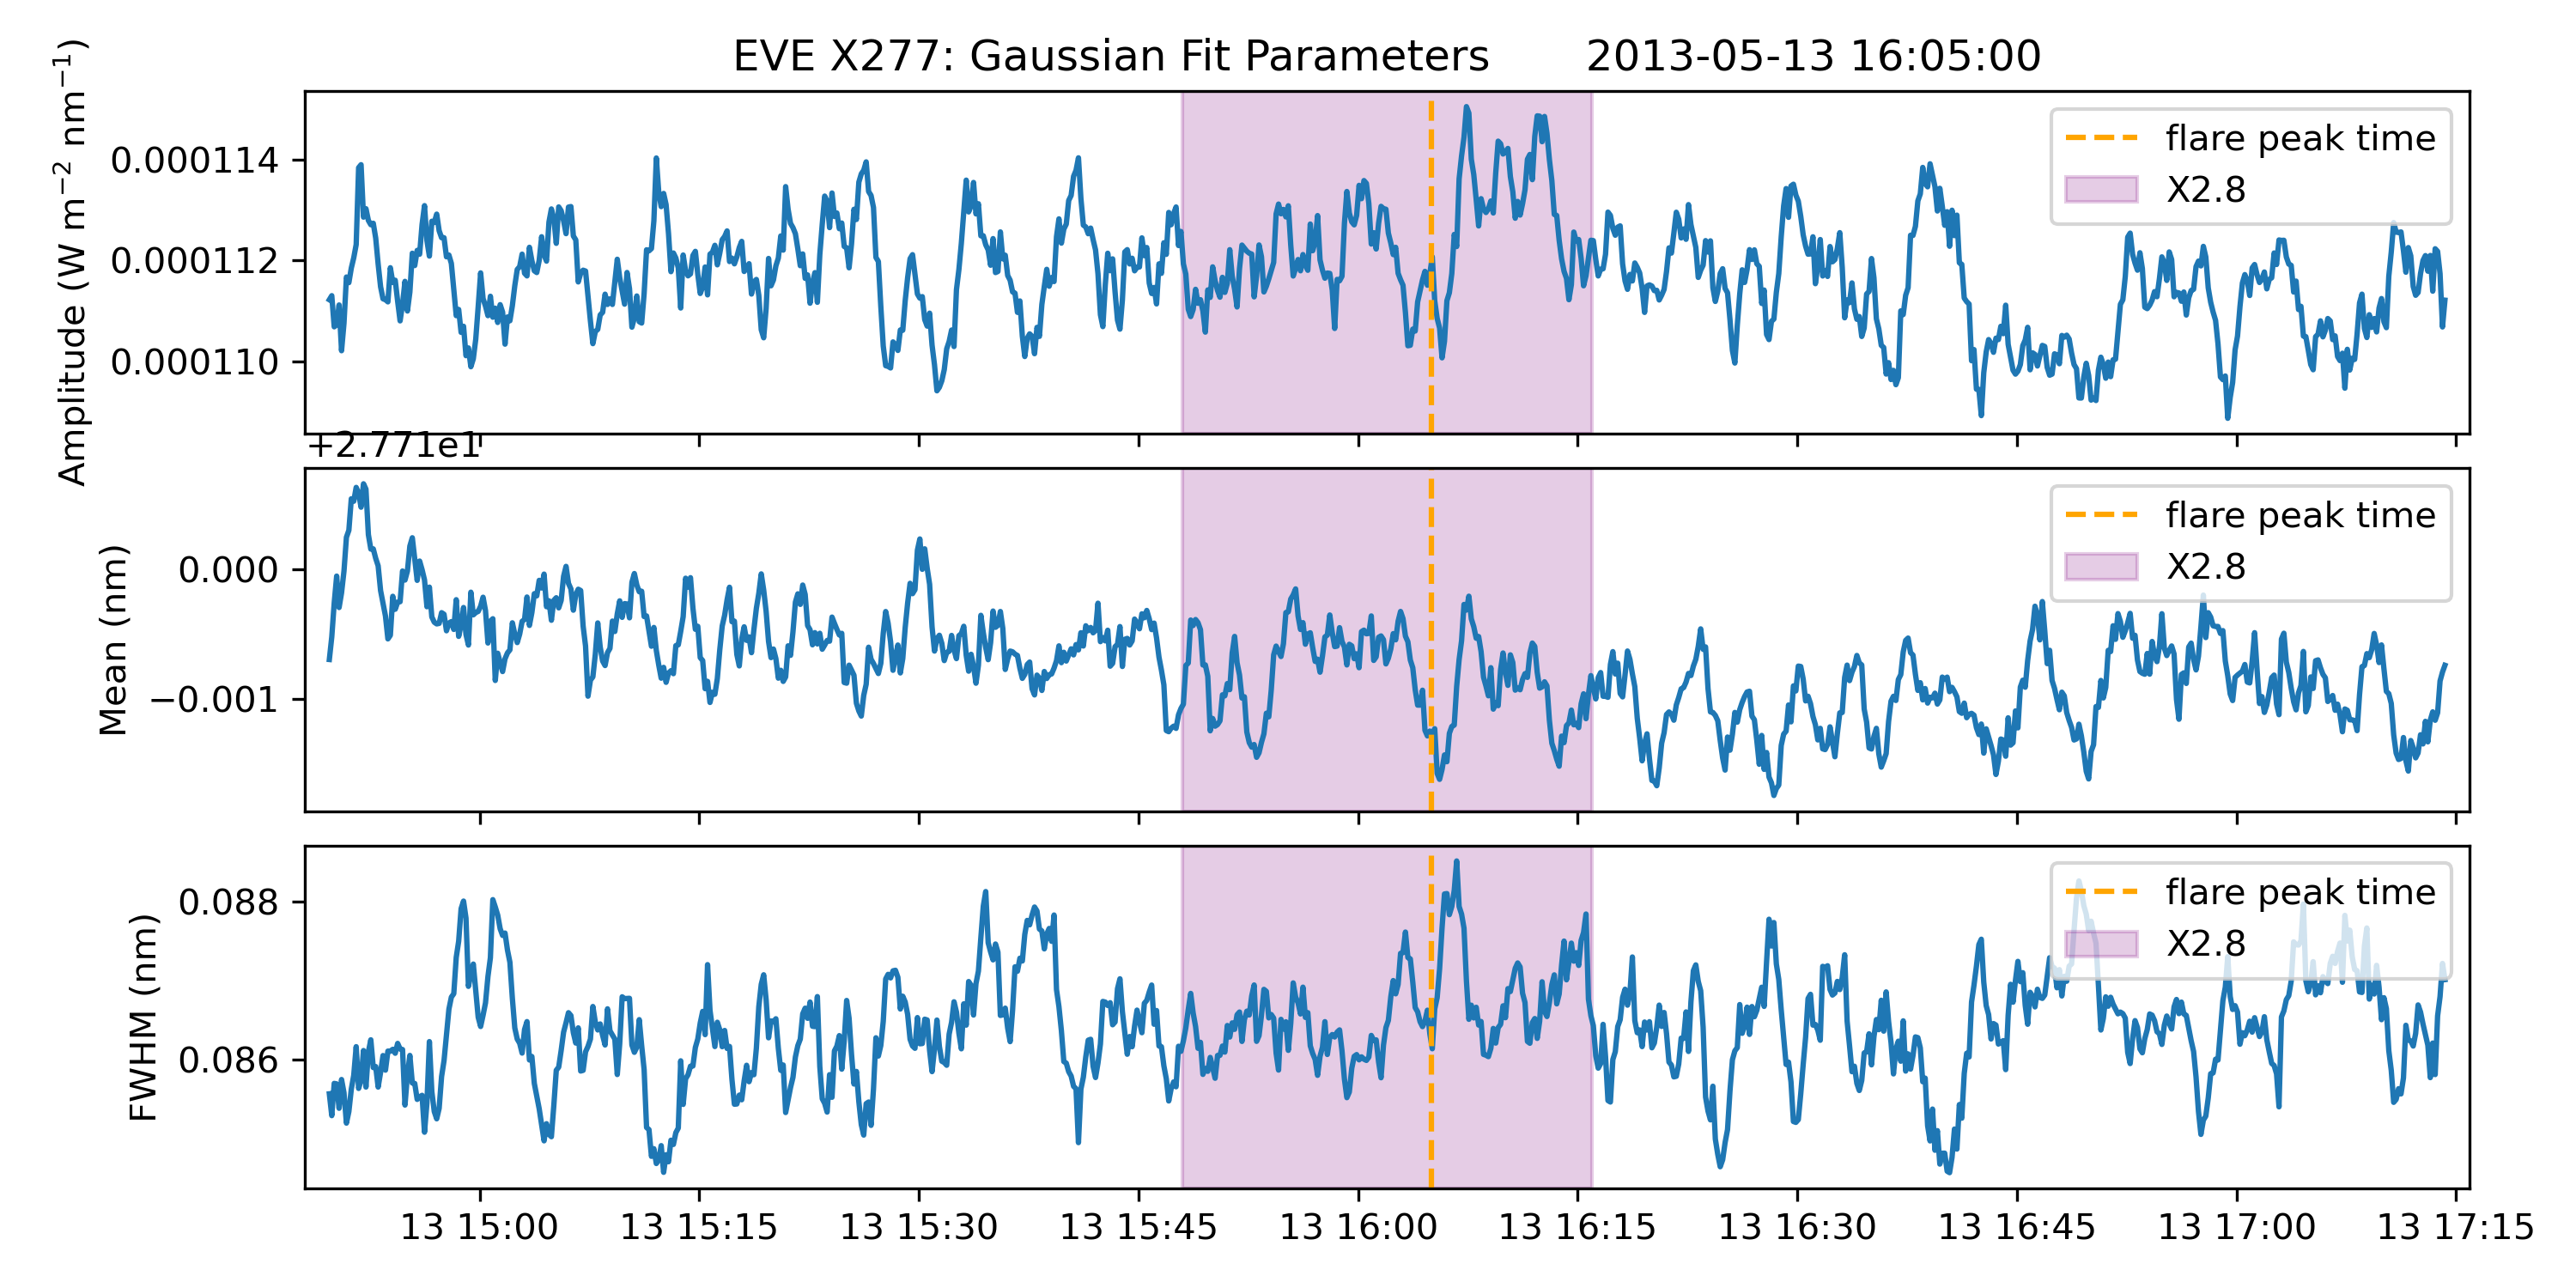 EVE X277: Gaussian Fit Parameters 2013-05-13 16:05:00
Amplitude (W m⁻² nm⁻¹)
0.000114
0.000112
0.000110
flare peak time
X2.8
+2.771e1
Mean (nm)
0.000
−0.001
flare peak time
X2.8
FWHM (nm)
0.088
0.086
flare peak time
X2.8
13 15:00 13 15:15 13 15:30 13 15:45 13 16:00 13 16:15 13 16:30 13 16:45 13 17:00 13 17:15